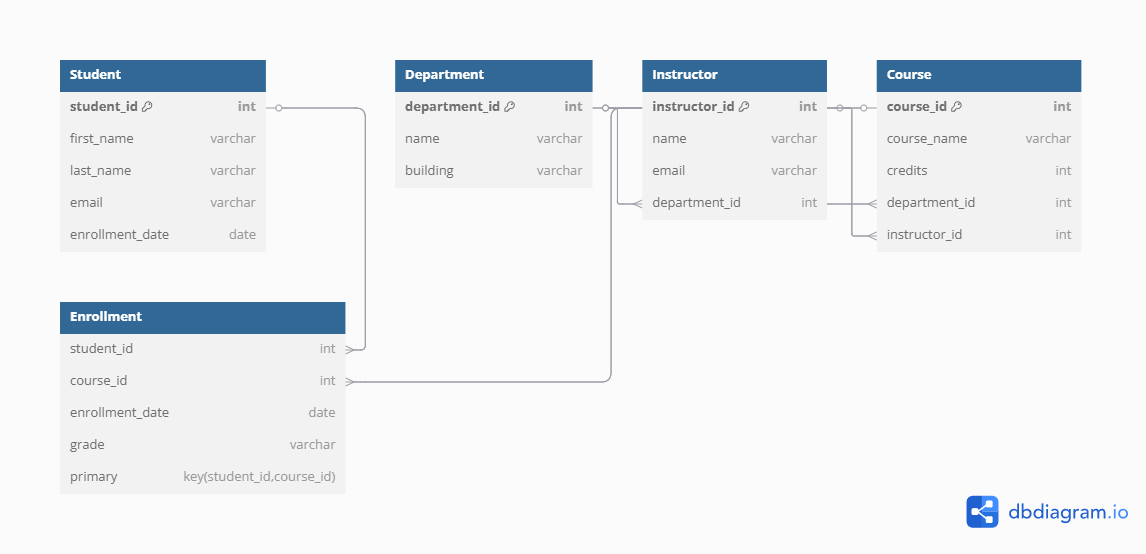 Student
student_id int
first_name varchar
last_name varchar
email varchar
enrollment_date date
Department
department_id int
name varchar
building varchar
Instructor
instructor_id int
name varchar
email varchar
department_id int
Course
course_id int
course_name varchar
credits int
department_id int
instructor_id int
Enrollment
student_id int
course_id int
enrollment_date date
grade varchar
primary key(student_id,course_id)
dbdiagram.io